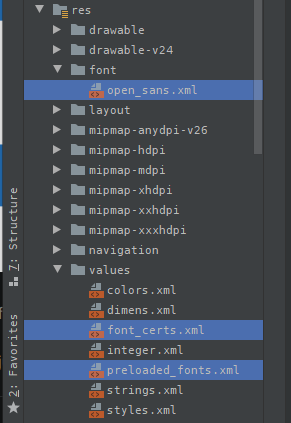 res
drawable
drawable-v24
font
open_sans.xml
layout
mipmap-anydpi-v26
mipmap-hdpi
mipmap-mdpi
mipmap-xhdpi
mipmap-xxhdpi
mipmap-xxxhdpi
navigation
values
colors.xml
dimens.xml
font_certs.xml
integer.xml
preloaded_fonts.xml
strings.xml
styles.xml
7: Structure
2: Favorites